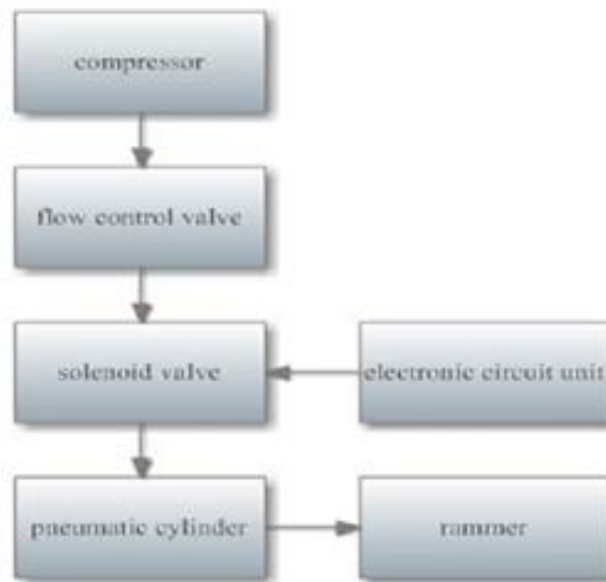 compressor
flow control valve
solenoid valve
electronic circuit unit
pneumatic cylinder
rammer